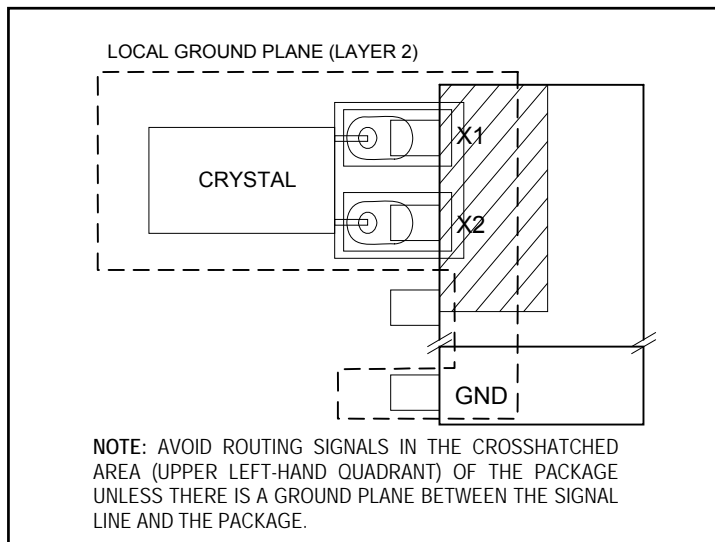 LOCAL GROUND PLANE (LAYER 2)
X1
CRYSTAL
X2
GND
NOTE: AVOID ROUTING SIGNALS IN THE CROSSHATCHED
AREA (UPPER LEFT-HAND QUADRANT) OF THE PACKAGE
UNLESS THERE IS A GROUND PLANE BETWEEN THE SIGNAL
LINE AND THE PACKAGE.